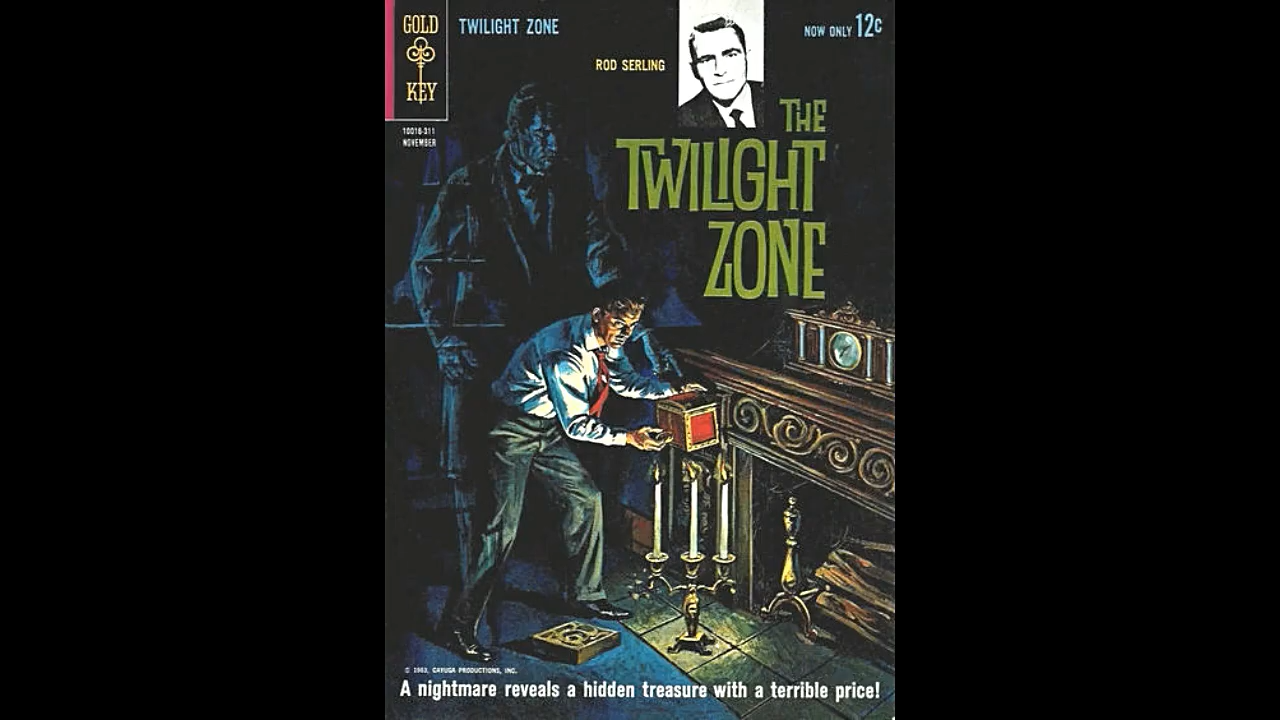 GOLD
KEY
TWILIGHT ZONE
NOW ONLY 12¢
ROD SERLING
10016-311
NOVEMBER
THE
TWILIGHT
ZONE
© 1963, CAYUGA PRODUCTIONS, INC.
A nightmare reveals a hidden treasure with a terrible price!